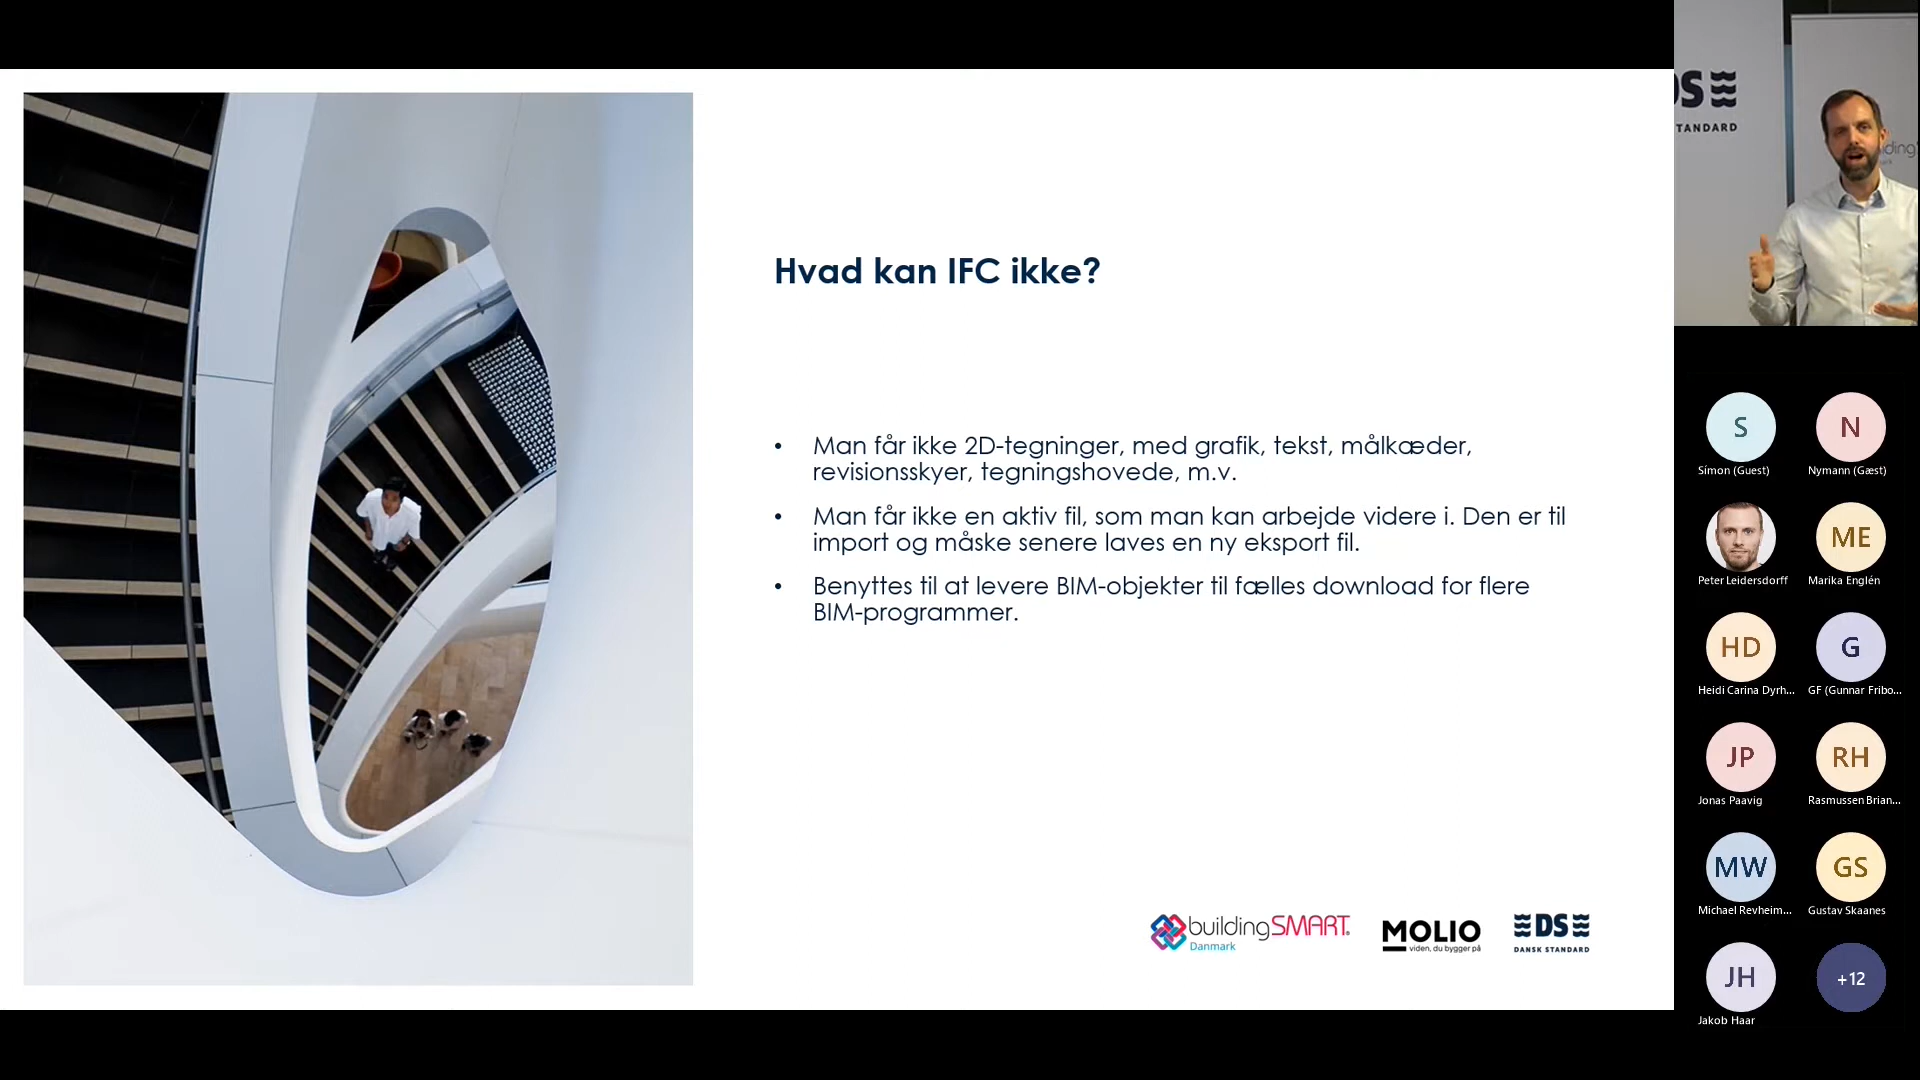 Hvad kan IFC ikke?
• Man får ikke 2D-tegninger, med grafik, tekst, målkæder,
revisionsskyer, tegningshovede, m.v.
• Man får ikke en aktiv fil, som man kan arbejde videre i. Den er til
import og måske senere laves en ny eksport fil.
• Benyttes til at levere BIM-objekter til fælles download for flere
BIM-programmer.
buildingSMART®
Danmark
MOLIO
viden, du bygger på
DS
DANSK STANDARD
DS
TANDARD
ding
S
Símon (Guest)
N
Nymann (Gæst)
Peter Leidersdorff
ME
Marika Englén
HD
Heidi Carina Dyrh...
G
GF (Gunnar Fribo...
JP
Jonas Paavig
RH
Rasmussen Brian...
MW
Michael Revheim...
GS
Gustav Skaanes
JH
Jakob Haar
+12